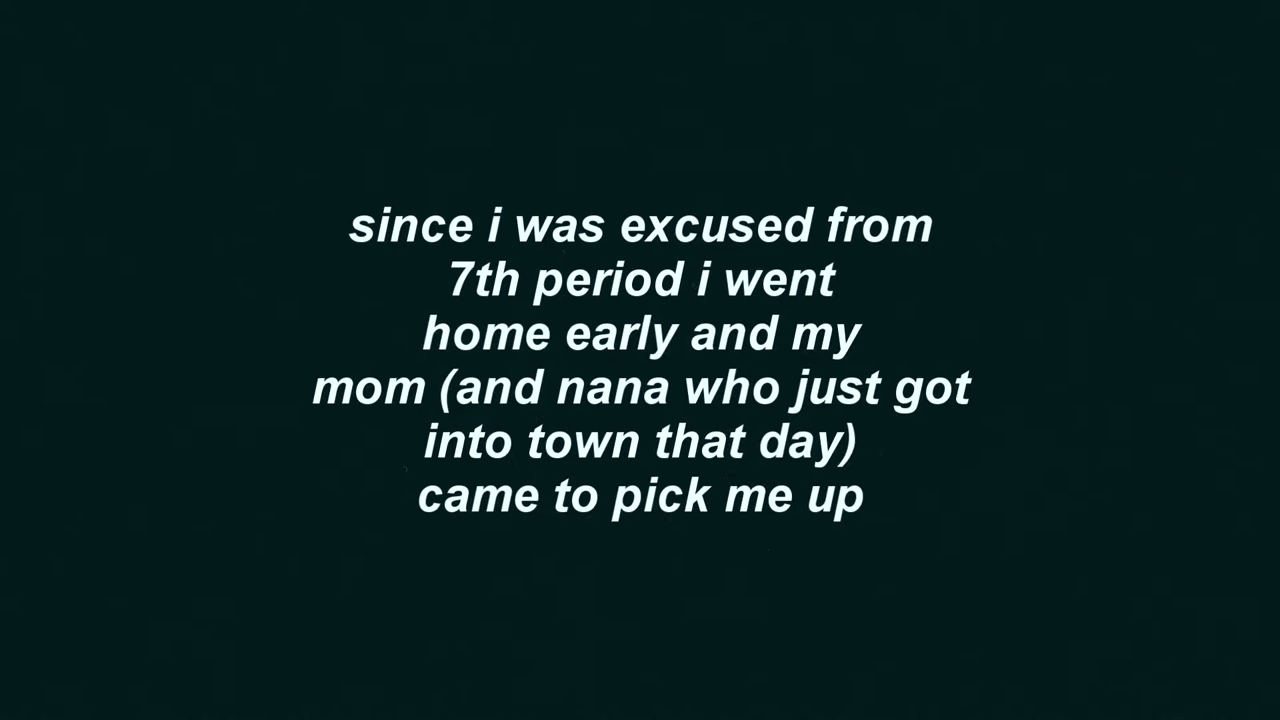 since i was excused from
7th period i went
home early and my
mom (and nana who just got
into town that day)
came to pick me up